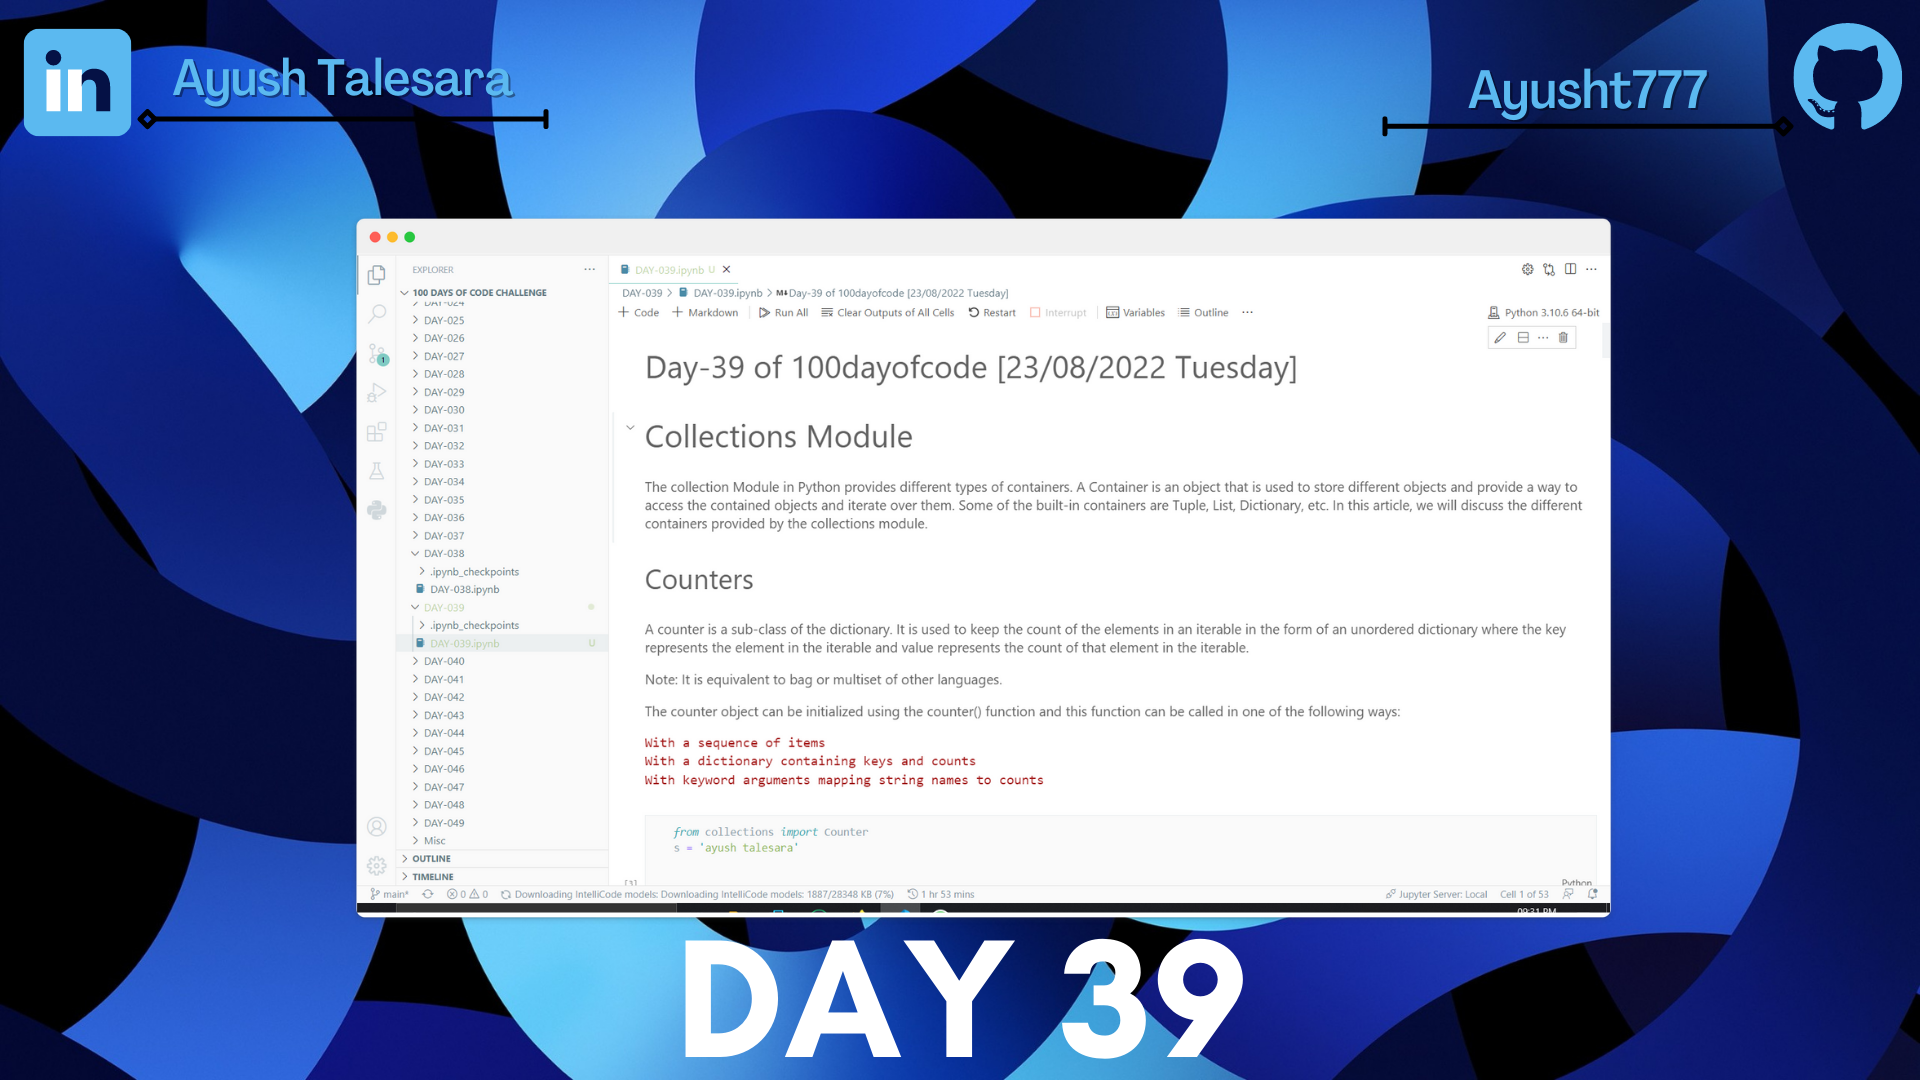 in
Ayush Talesara
Ayusht777
EXPLORER
DAY-039.ipynb U
100 DAYS OF CODE CHALLENGE
DAY-024
DAY-025
DAY-026
DAY-027
DAY-028
DAY-029
DAY-030
DAY-031
DAY-032
DAY-033
DAY-034
DAY-035
DAY-036
DAY-037
DAY-038
.ipynb_checkpoints
DAY-038.ipynb
DAY-039
.ipynb_checkpoints
DAY-039.ipynb U
DAY-040
DAY-041
DAY-042
DAY-043
DAY-044
DAY-045
DAY-046
DAY-047
DAY-048
DAY-049
Misc
OUTLINE
TIMELINE
1
DAY-039 > DAY-039.ipynb > M↓Day-39 of 100dayofcode [23/08/2022 Tuesday]
+ Code + Markdown Run All Clear Outputs of All Cells Restart Interrupt Variables Outline ... Python 3.10.6 64-bit
Day-39 of 100dayofcode [23/08/2022 Tuesday]
Collections Module
The collection Module in Python provides different types of containers. A Container is an object that is used to store different objects and provide a way to
access the contained objects and iterate over them. Some of the built-in containers are Tuple, List, Dictionary, etc. In this article, we will discuss the different
containers provided by the collections module.
Counters
A counter is a sub-class of the dictionary. It is used to keep the count of the elements in an iterable in the form of an unordered dictionary where the key
represents the element in the iterable and value represents the count of that element in the iterable.
Note: It is equivalent to bag or multiset of other languages.
The counter object can be initialized using the counter() function and this function can be called in one of the following ways:
With a sequence of items
With a dictionary containing keys and counts
With keyword arguments mapping string names to counts
from collections import Counter
s = 'ayush talesara'
[3]
Python
main* 0 0 Downloading IntelliCode models: Downloading IntelliCode models: 1887/28348 KB (7%) 1 hr 53 mins Jupyter Server: Local Cell 1 of 53
09:31 PM
DAY 39